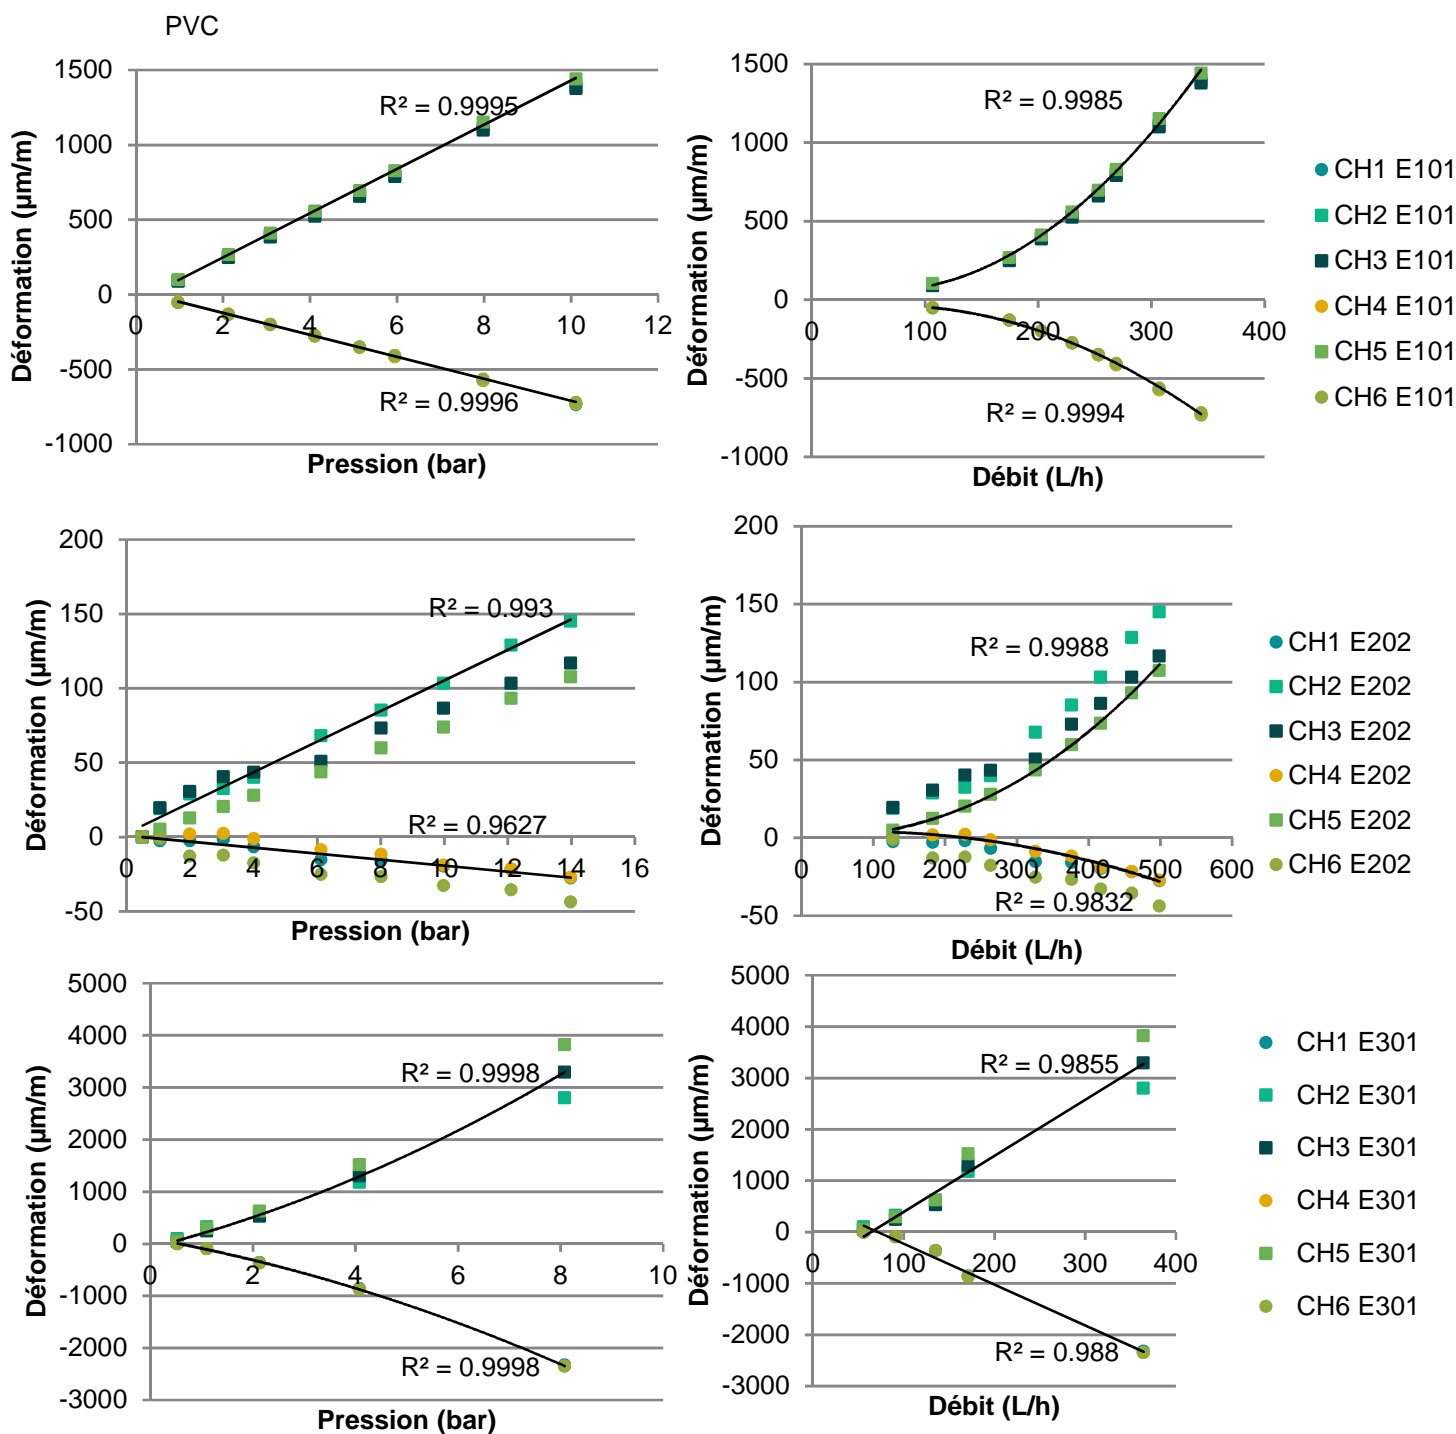 PVC
1500
1000
500
0
-500
-1000
0
2
4
6
8
10
12
R² = 0.9995
R² = 0.9996
Déformation (µm/m)
Pression (bar)
1500
1000
500
0
-500
-1000
0
100
200
300
400
R² = 0.9985
R² = 0.9994
Déformation (µm/m)
Débit (L/h)
CH1 E101
CH2 E101
CH3 E101
CH4 E101
CH5 E101
CH6 E101
200
150
100
50
0
-50
0
2
4
6
8
10
12
14
16
R² = 0.993
R² = 0.9627
Déformation (µm/m)
Pression (bar)
200
150
100
50
0
-50
0
100
200
300
400
500
600
R² = 0.9988
R² = 0.9832
Déformation (µm/m)
Débit (L/h)
CH1 E202
CH2 E202
CH3 E202
CH4 E202
CH5 E202
CH6 E202
5000
4000
3000
2000
1000
0
-1000
-2000
-3000
0
2
4
6
8
10
R² = 0.9998
R² = 0.9998
Déformation (µm/m)
Pression (bar)
5000
4000
3000
2000
1000
0
-1000
-2000
-3000
0
100
200
300
400
R² = 0.9855
R² = 0.988
Déformation (µm/m)
Débit (L/h)
CH1 E301
CH2 E301
CH3 E301
CH4 E301
CH5 E301
CH6 E301